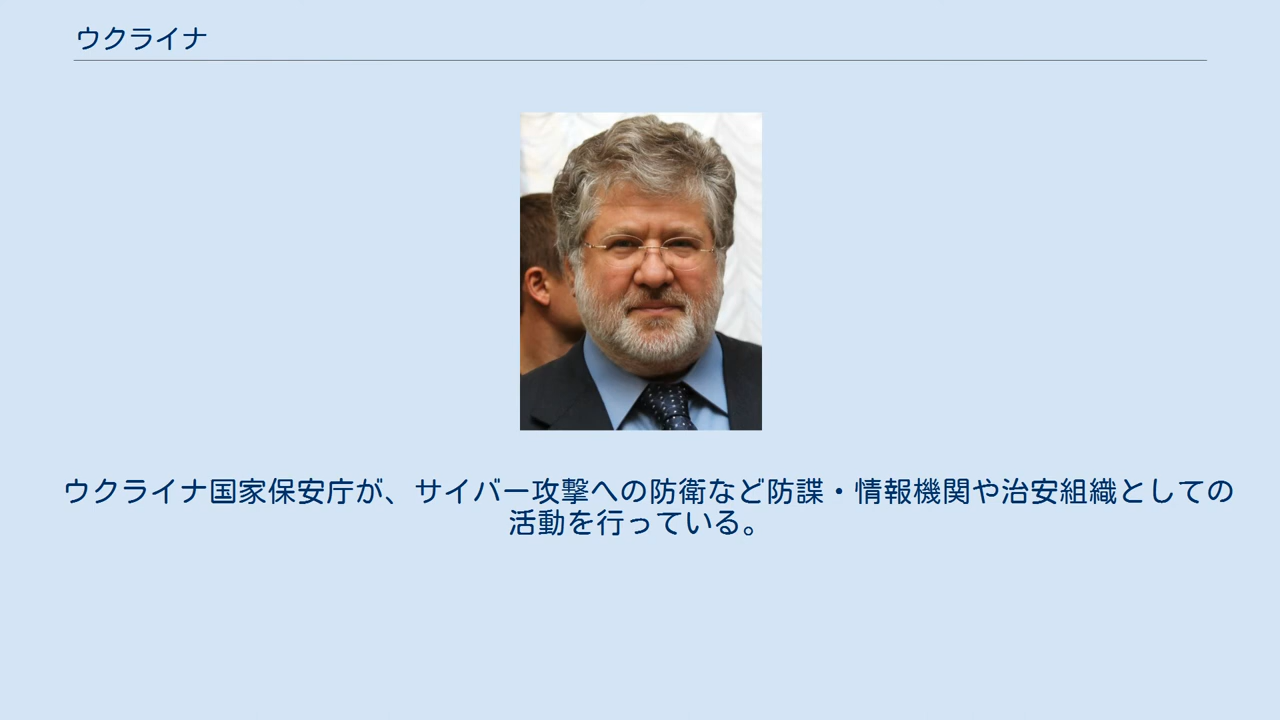 ウクライナ
ウクライナ国家保安庁が、サイバー攻撃への防衛など防諜・情報機関や治安組織としての
活動を行っている。